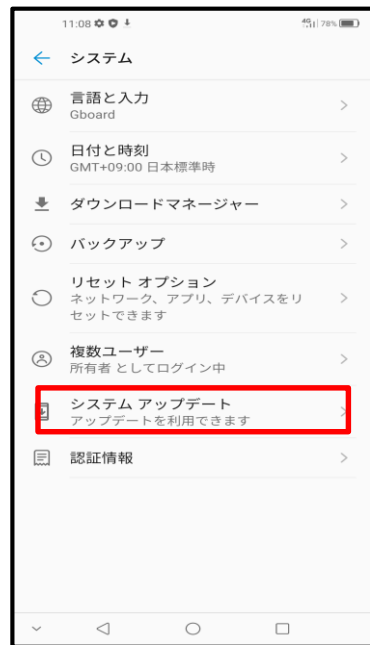 11:08 4G 78%
システム
言語と入力
Gboard
日付と時刻
GMT+09:00 日本標準時
ダウンロードマネージャー
バックアップ
リセット オプション
ネットワーク、アプリ、デバイスをリ
セットできます
複数ユーザー
所有者 としてログイン中
システム アップデート
アップデートを利用できます
認証情報